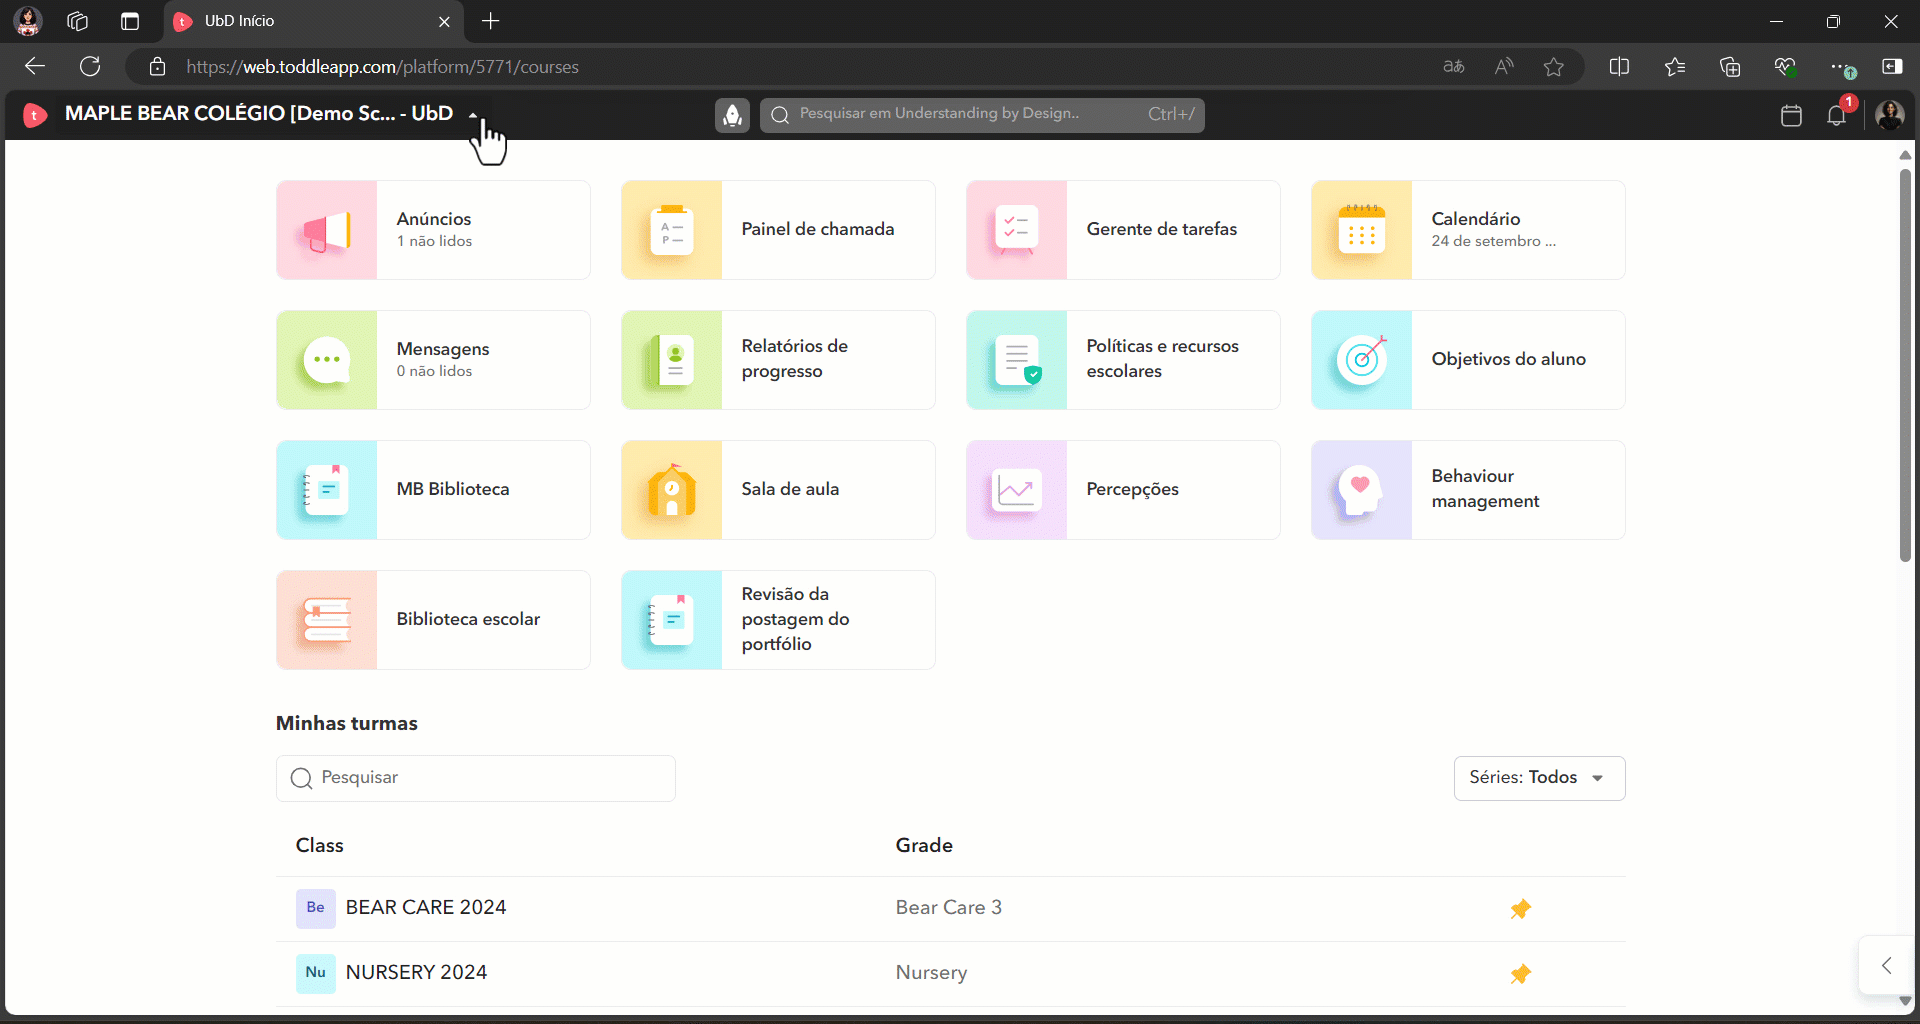 UbD Início
https://web.toddleapp.com/platform/5771/courses
t MAPLE BEAR COLÉGIO [Demo Sc... - UbD
Pesquisar em Understanding by Design.. Ctrl+/
1
Anúncios
1 não lidos
Painel de chamada
Gerente de tarefas
Calendário
24 de setembro ...
Mensagens
0 não lidos
Relatórios de
progresso
Políticas e recursos
escolares
Objetivos do aluno
MB Biblioteca
Sala de aula
Percepções
Behaviour
management
Biblioteca escolar
Revisão da
postagem do
portfólio
Minhas turmas
Pesquisar
Séries: Todos
Class Grade
Be BEAR CARE 2024 Bear Care 3
Nu NURSERY 2024 Nursery